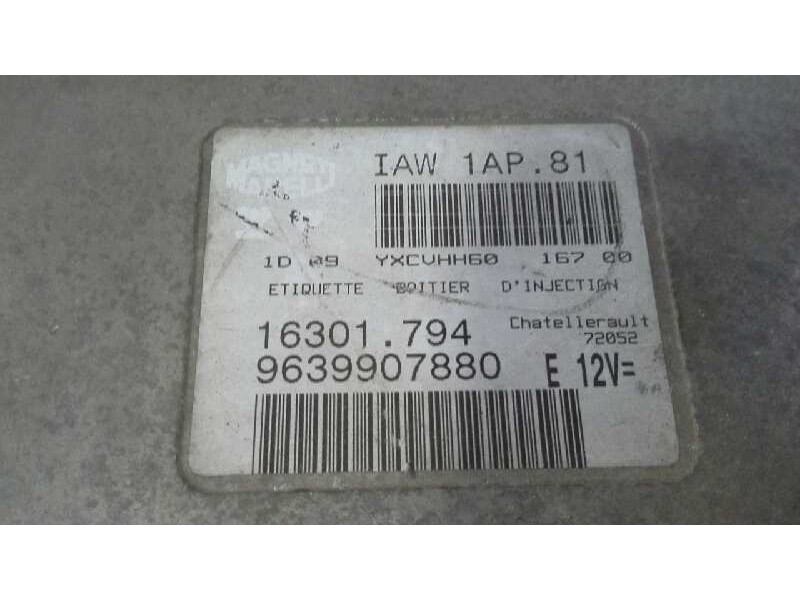 MAGNETI
MARELLI
IAW 1AP.81
1D 09 YXCVHH60 167 00
ETIQUETTE BOITIER D'INJECTION
16301.794
Chatellerault
72052
9639907880
E 12V=